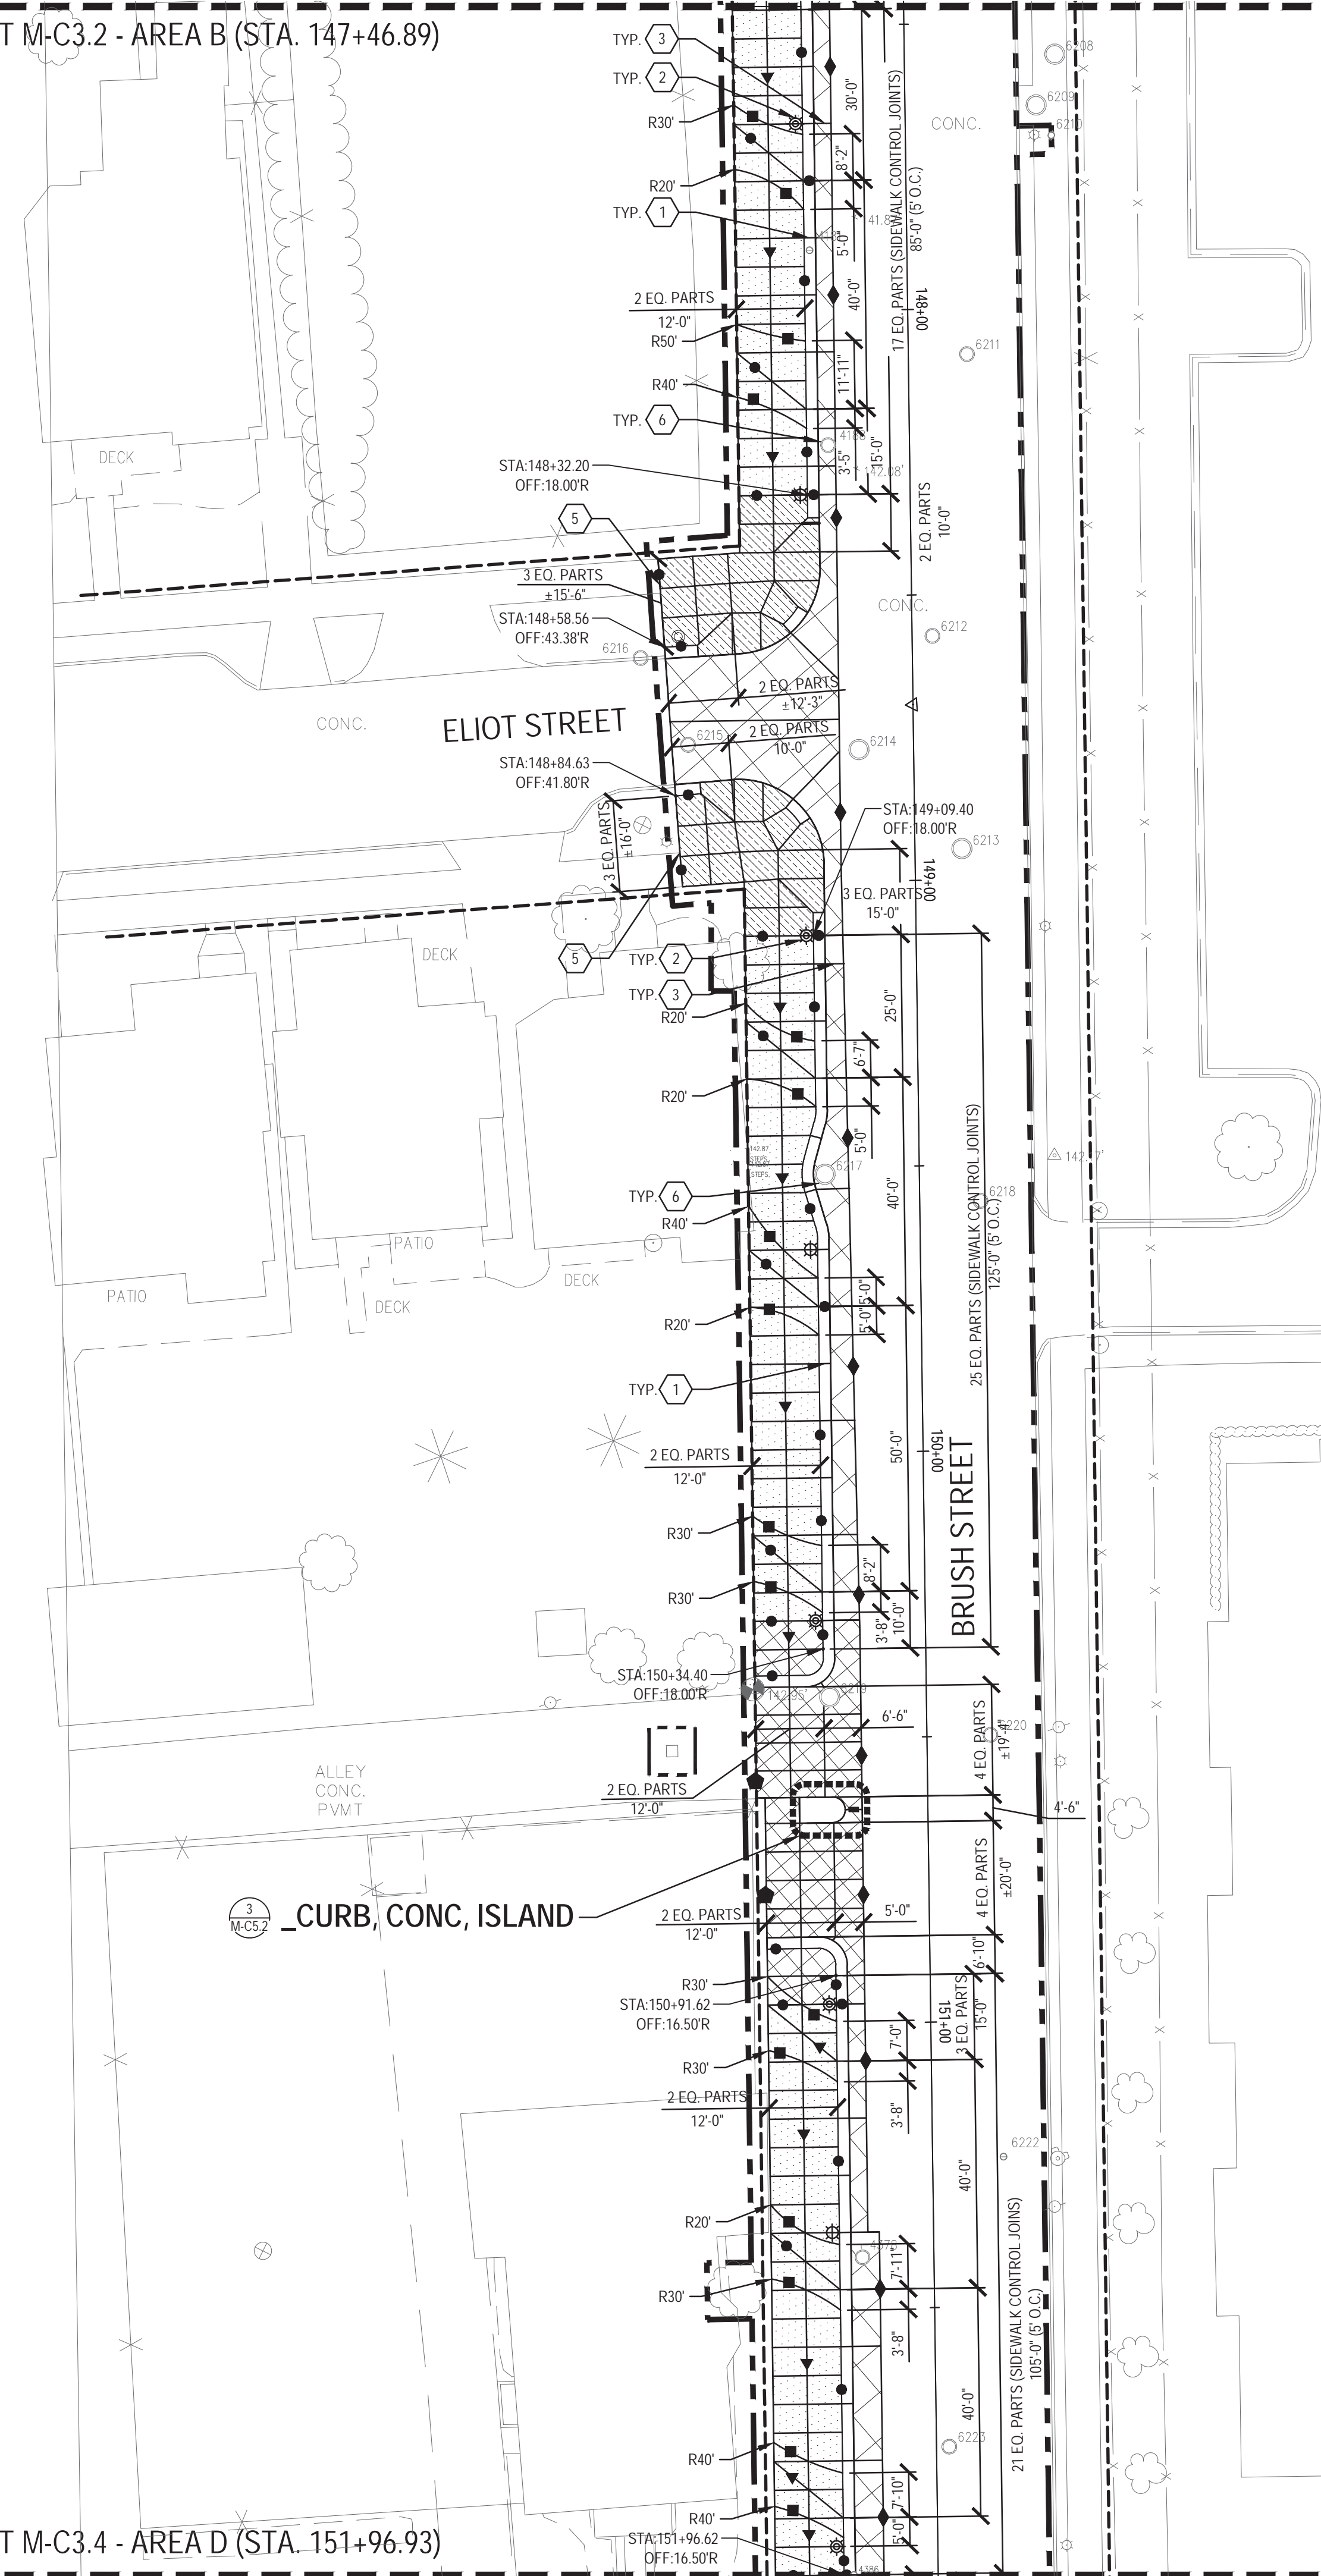 T M-C3.2 - AREA B (STA. 147+46.89)
TYP. 3
TYP. 2
R30'
R20'
TYP. 1
2 EQ. PARTS
12'-0"
R50'
R40'
TYP. 6
STA:148+32.20
OFF:18.00'R
5
3 EQ. PARTS
±15'-6"
STA:148+58.56
OFF:43.38'R
6216
30'-0"
8'-2"
5'-0"
40'-0"
11'-11"
3'-5"
15'-0"
17 EQ. PARTS (SIDEWALK CONTROL JOINTS)
85'-0" (5' O.C.)
148+00
2 EQ. PARTS
10'-0"
CONC.
6208
6209
6210
6211
142.08'
CONC.
6212
DECK
CONC.
ELIOT STREET
2 EQ. PARTS
±12'-3"
2 EQ. PARTS
10'-0"
6215
6214
STA:148+84.63
OFF:41.80'R
3 EQ. PARTS
±16'-0"
STA:149+09.40
OFF:18.00'R
6213
149+00
3 EQ. PARTS
15'-0"
5
TYP. 2
TYP. 3
R20'
R20'
DECK
25'-0"
6'-7"
5'-0"
142.87'
STEPS
STEPS
6217
142.17'
6218
TYP. 6
R40'
40'-0"
25 EQ. PARTS (SIDEWALK CONTROL JOINTS)
125'-0" (5' O.C.)
PATIO
DECK
DECK
PATIO
5'-0"
5'-0"
R20'
TYP. 1
2 EQ. PARTS
12'-0"
50'-0"
150+00
BRUSH STREET
R30'
R30'
8'-2"
3'-8"
10'-0"
STA:150+34.40
OFF:18.00'R
142.95'
6219
6'-6"
6220
4 EQ. PARTS
±19'-4"
ALLEY
CONC.
PVMT
2 EQ. PARTS
12'-0"
4'-6"
4 EQ. PARTS
±20'-0"
3
M-C5.2
_CURB, CONC, ISLAND
2 EQ. PARTS
12'-0"
5'-0"
6'-10"
R30'
STA:150+91.62
OFF:16.50'R
R30'
151+00
3 EQ. PARTS
15'-0"
7'-0"
3'-8"
2 EQ. PARTS
12'-0"
6222
40'-0"
R20'
R30'
4378
7'-11"
3'-8"
21 EQ. PARTS (SIDEWALK CONTROL JOINS)
105'-0" (5' O.C.)
40'-0"
6223
R40'
R40'
7'-10"
5'-0"
STA:151+96.62
OFF:16.50'R
4386
T M-C3.4 - AREA D (STA. 151+96.93)